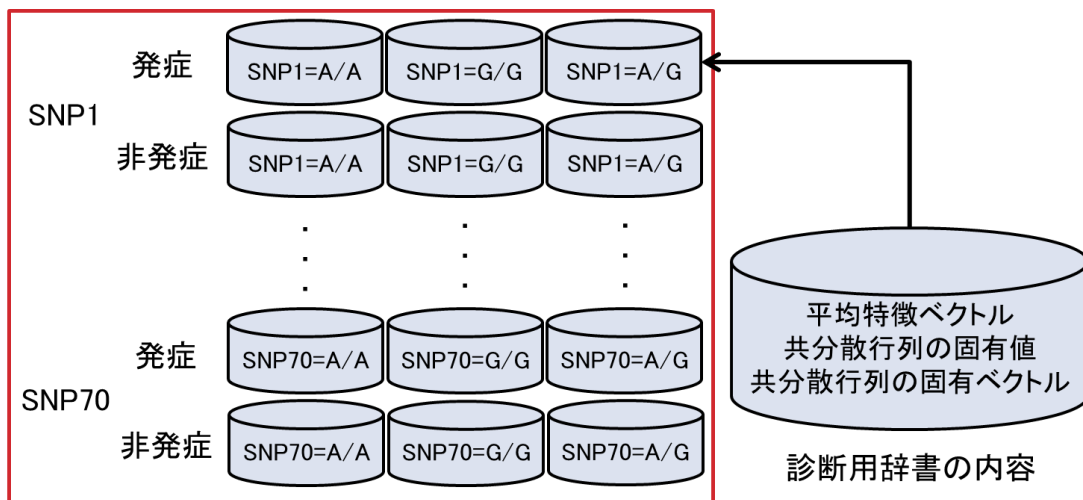 発症
SNP1=A/A SNP1=G/G SNP1=A/G
SNP1
非発症
SNP1=A/A SNP1=G/G SNP1=A/G
発症
SNP70=A/A SNP70=G/G SNP70=A/G
SNP70
非発症
SNP70=A/A SNP70=G/G SNP70=A/G
平均特徴ベクトル
共分散行列の固有値
共分散行列の固有ベクトル
診断用辞書の内容